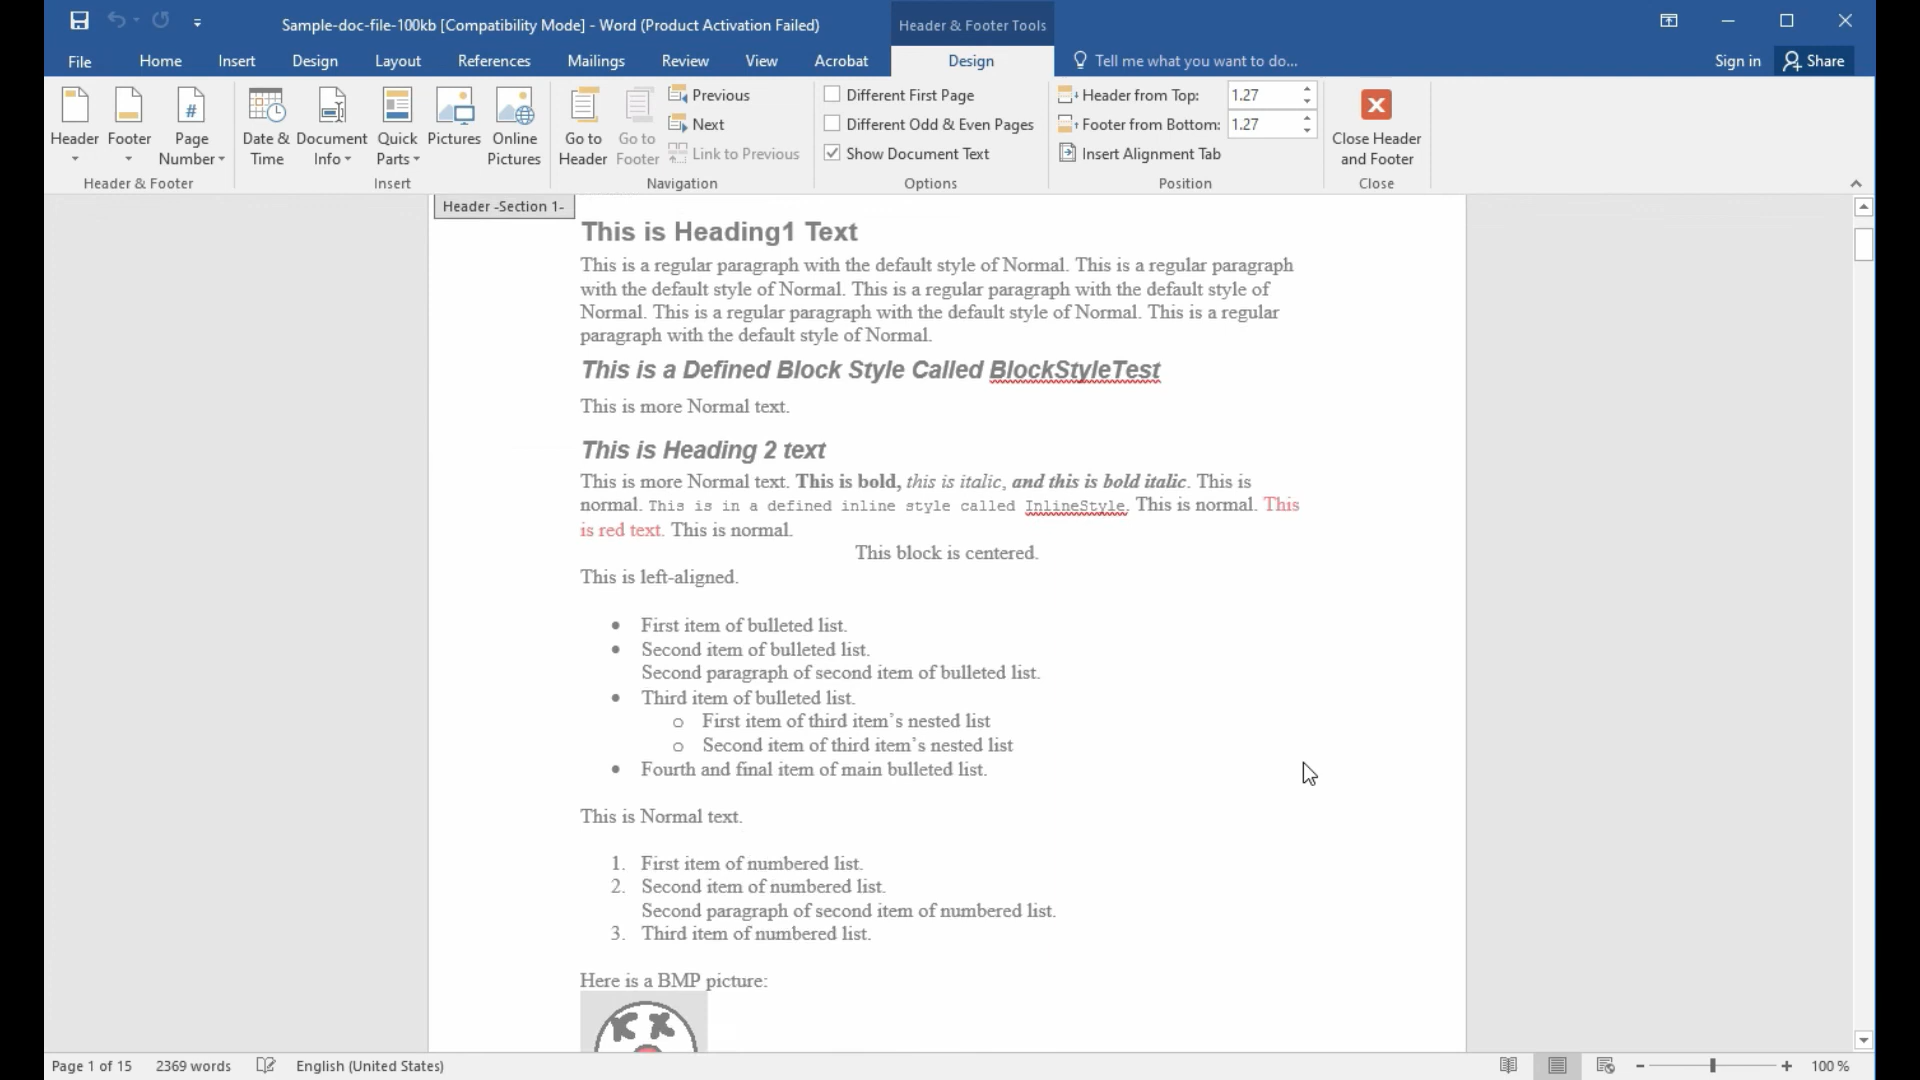 Sample-doc-file-100kb [Compatibility Mode] - Word (Product Activation Failed)
Header & Footer Tools
File Home Insert Design Layout References Mailings Review View Acrobat Design Tell me what you want to do... Sign in Share
Header
Footer
Page
Number
Header & Footer
Date &
Time
Document
Info
Quick
Parts
Pictures
Online
Pictures
Insert
Go to
Header
Go to
Footer
Previous
Next
Link to Previous
Navigation
Different First Page
Different Odd & Even Pages
Show Document Text
Options
Header from Top: 1.27
Footer from Bottom: 1.27
Insert Alignment Tab
Position
Close Header
and Footer
Close
Header -Section 1-
This is Heading1 Text
This is a regular paragraph with the default style of Normal. This is a regular paragraph
with the default style of Normal. This is a regular paragraph with the default style of
Normal. This is a regular paragraph with the default style of Normal. This is a regular
paragraph with the default style of Normal.
This is a Defined Block Style Called BlockStyleTest
This is more Normal text.
This is Heading 2 text
This is more Normal text. This is bold, this is italic, and this is bold italic. This is
normal. This is in a defined inline style called InlineStyle. This is normal. This
is red text. This is normal.
This block is centered.
This is left-aligned.
• First item of bulleted list.
• Second item of bulleted list.
Second paragraph of second item of bulleted list.
• Third item of bulleted list.
o First item of third item's nested list
o Second item of third item's nested list
• Fourth and final item of main bulleted list.
This is Normal text.
1. First item of numbered list.
2. Second item of numbered list.
Second paragraph of second item of numbered list.
3. Third item of numbered list.
Here is a BMP picture:
Page 1 of 15 2369 words English (United States) 100 %